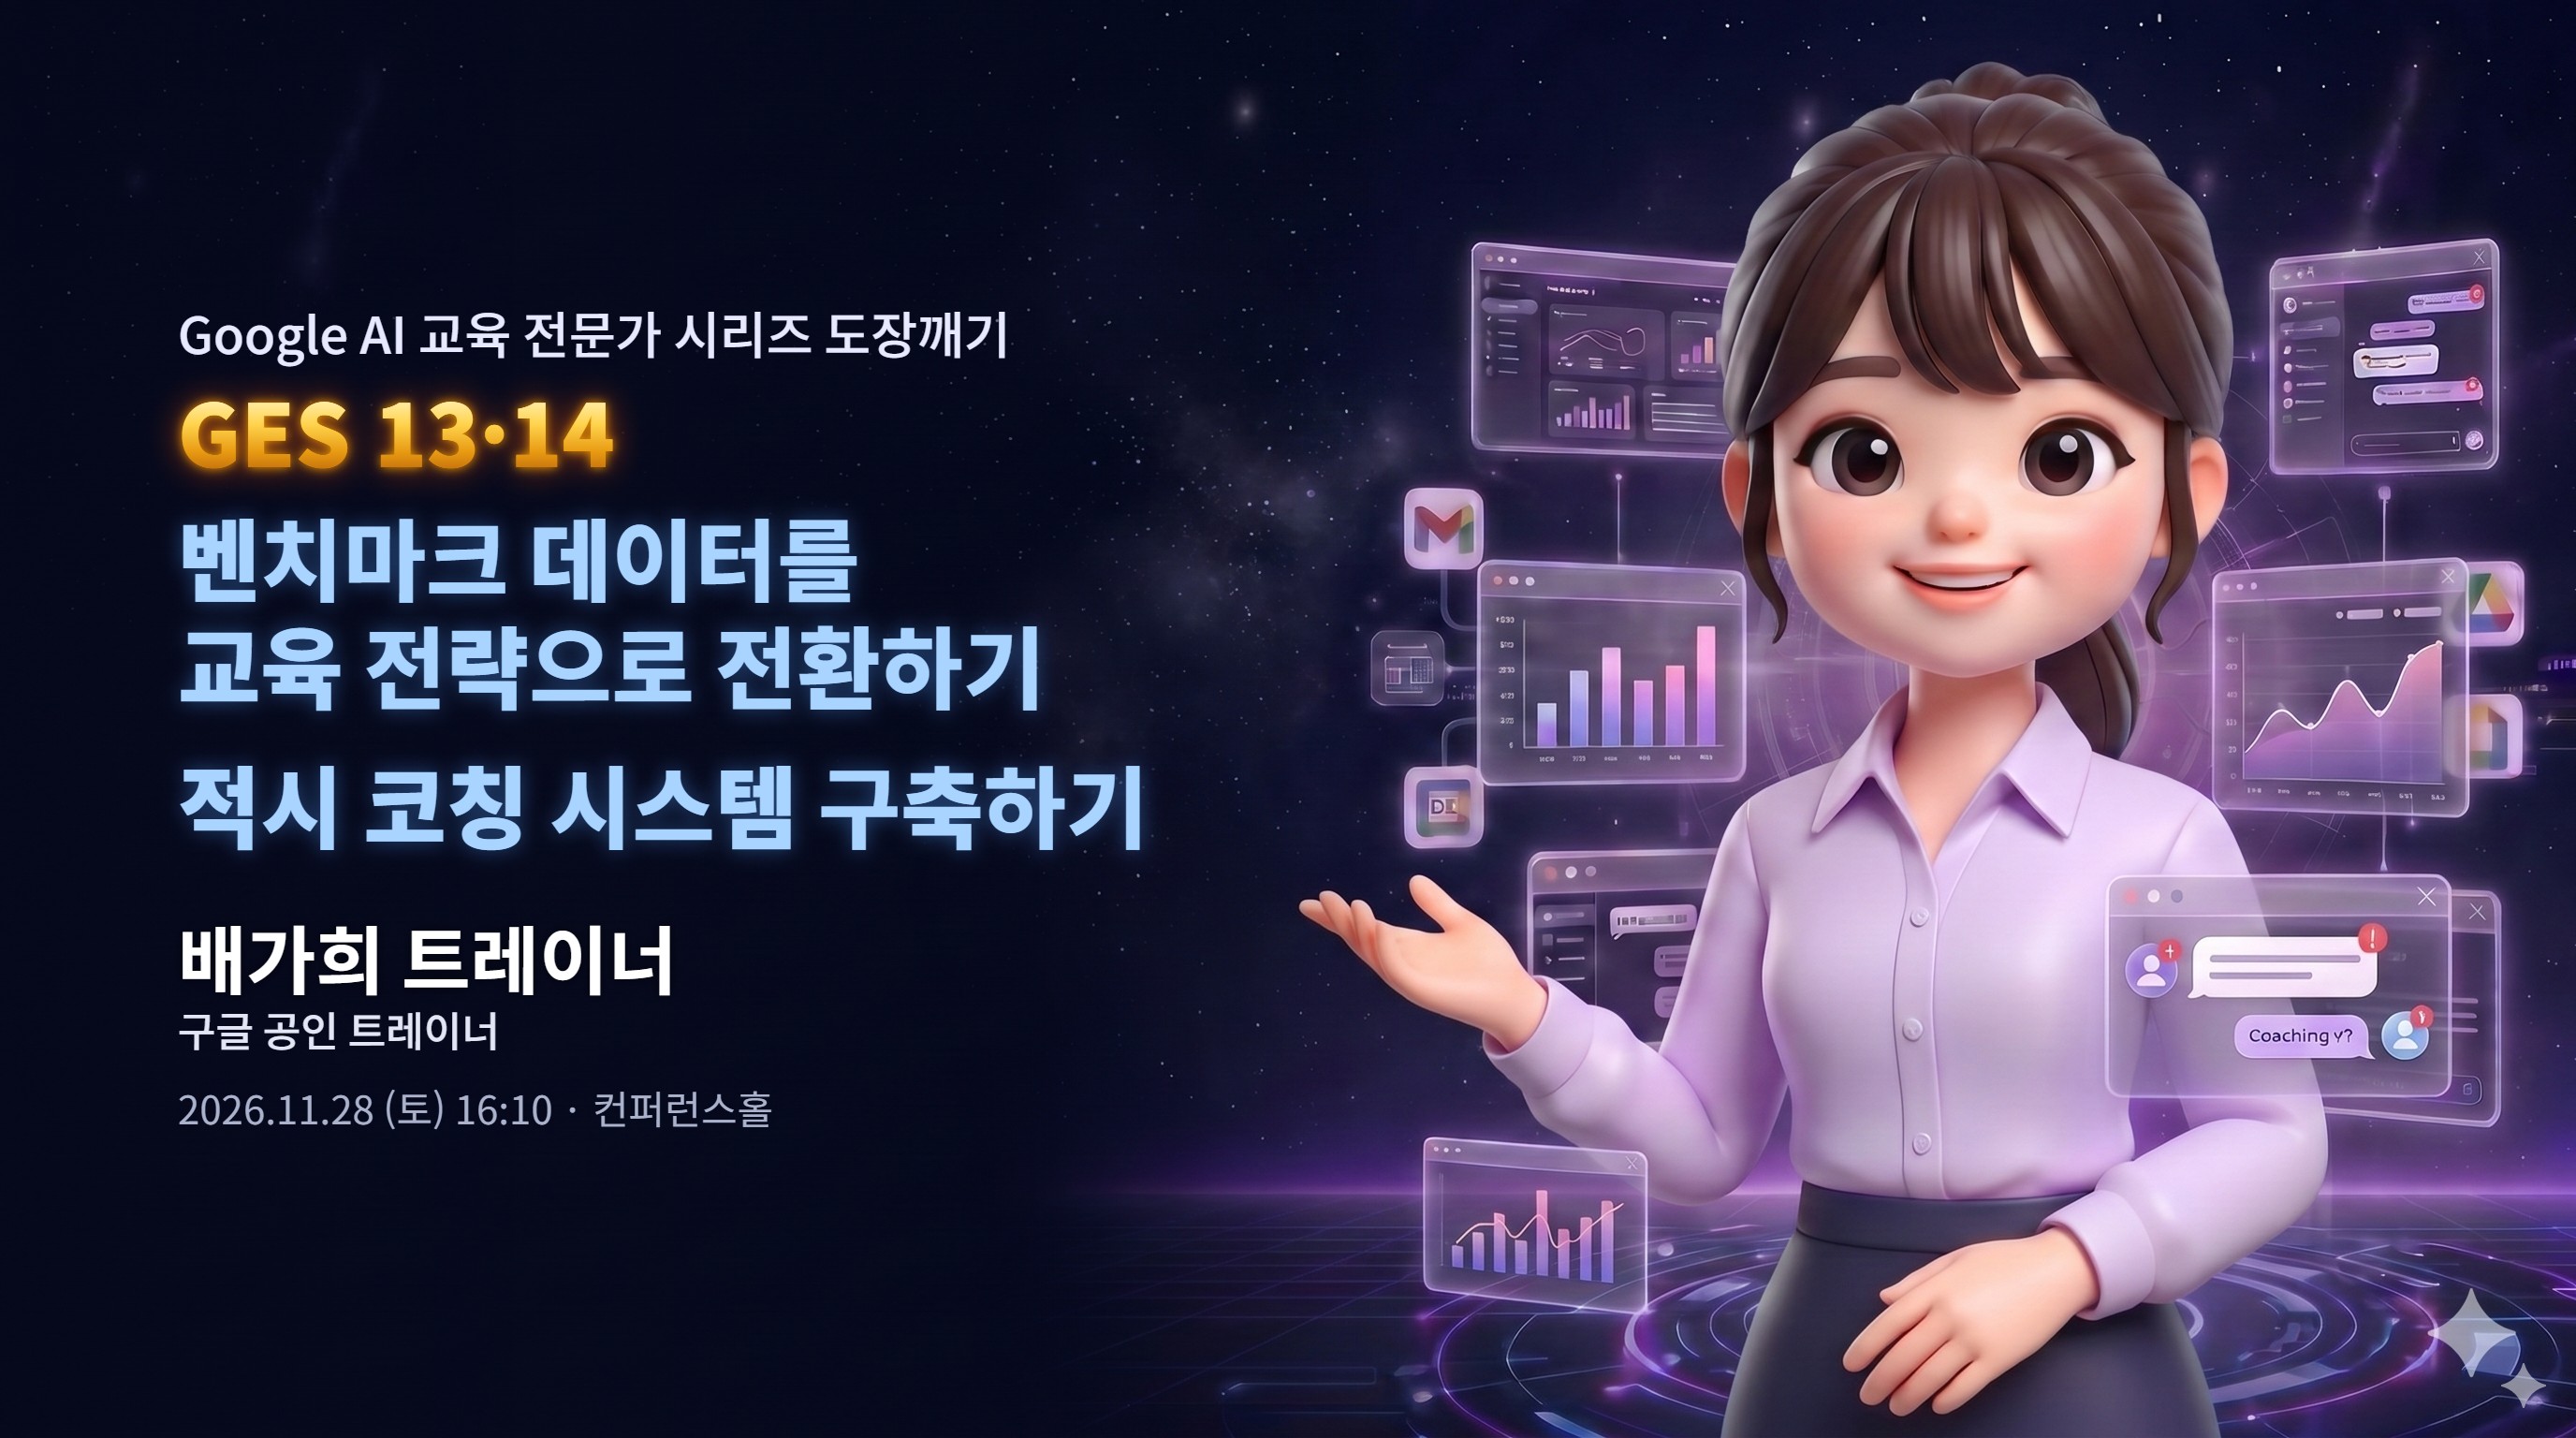 Google AI 교육 전문가 시리즈 도장깨기
GES 13·14
벤치마크 데이터를
교육 전략으로 전환하기
적시 코칭 시스템 구축하기
배가희 트레이너
구글 공인 트레이너
2026.11.28 (토) 16:10 · 컨퍼런스홀
Coaching